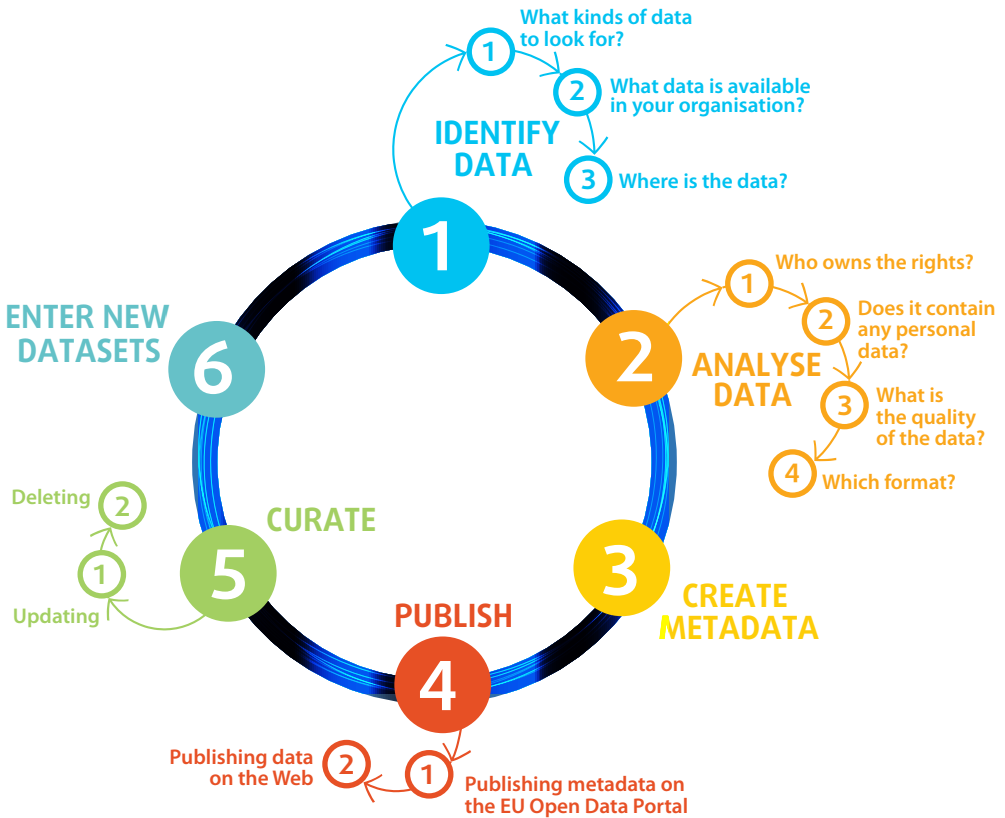 1
IDENTIFY
DATA
1
What kinds of data
to look for?
2
What data is available
in your organisation?
3
Where is the data?
2
ANALYSE
DATA
1
Who owns the rights?
2
Does it contain
any personal
data?
3
What is
the quality
of the data?
4
Which format?
3
CREATE
METADATA
4
PUBLISH
1
Publishing metadata on
the EU Open Data Portal
2
Publishing data
on the Web
5
CURATE
1
Updating
2
Deleting
6
ENTER NEW
DATASETS